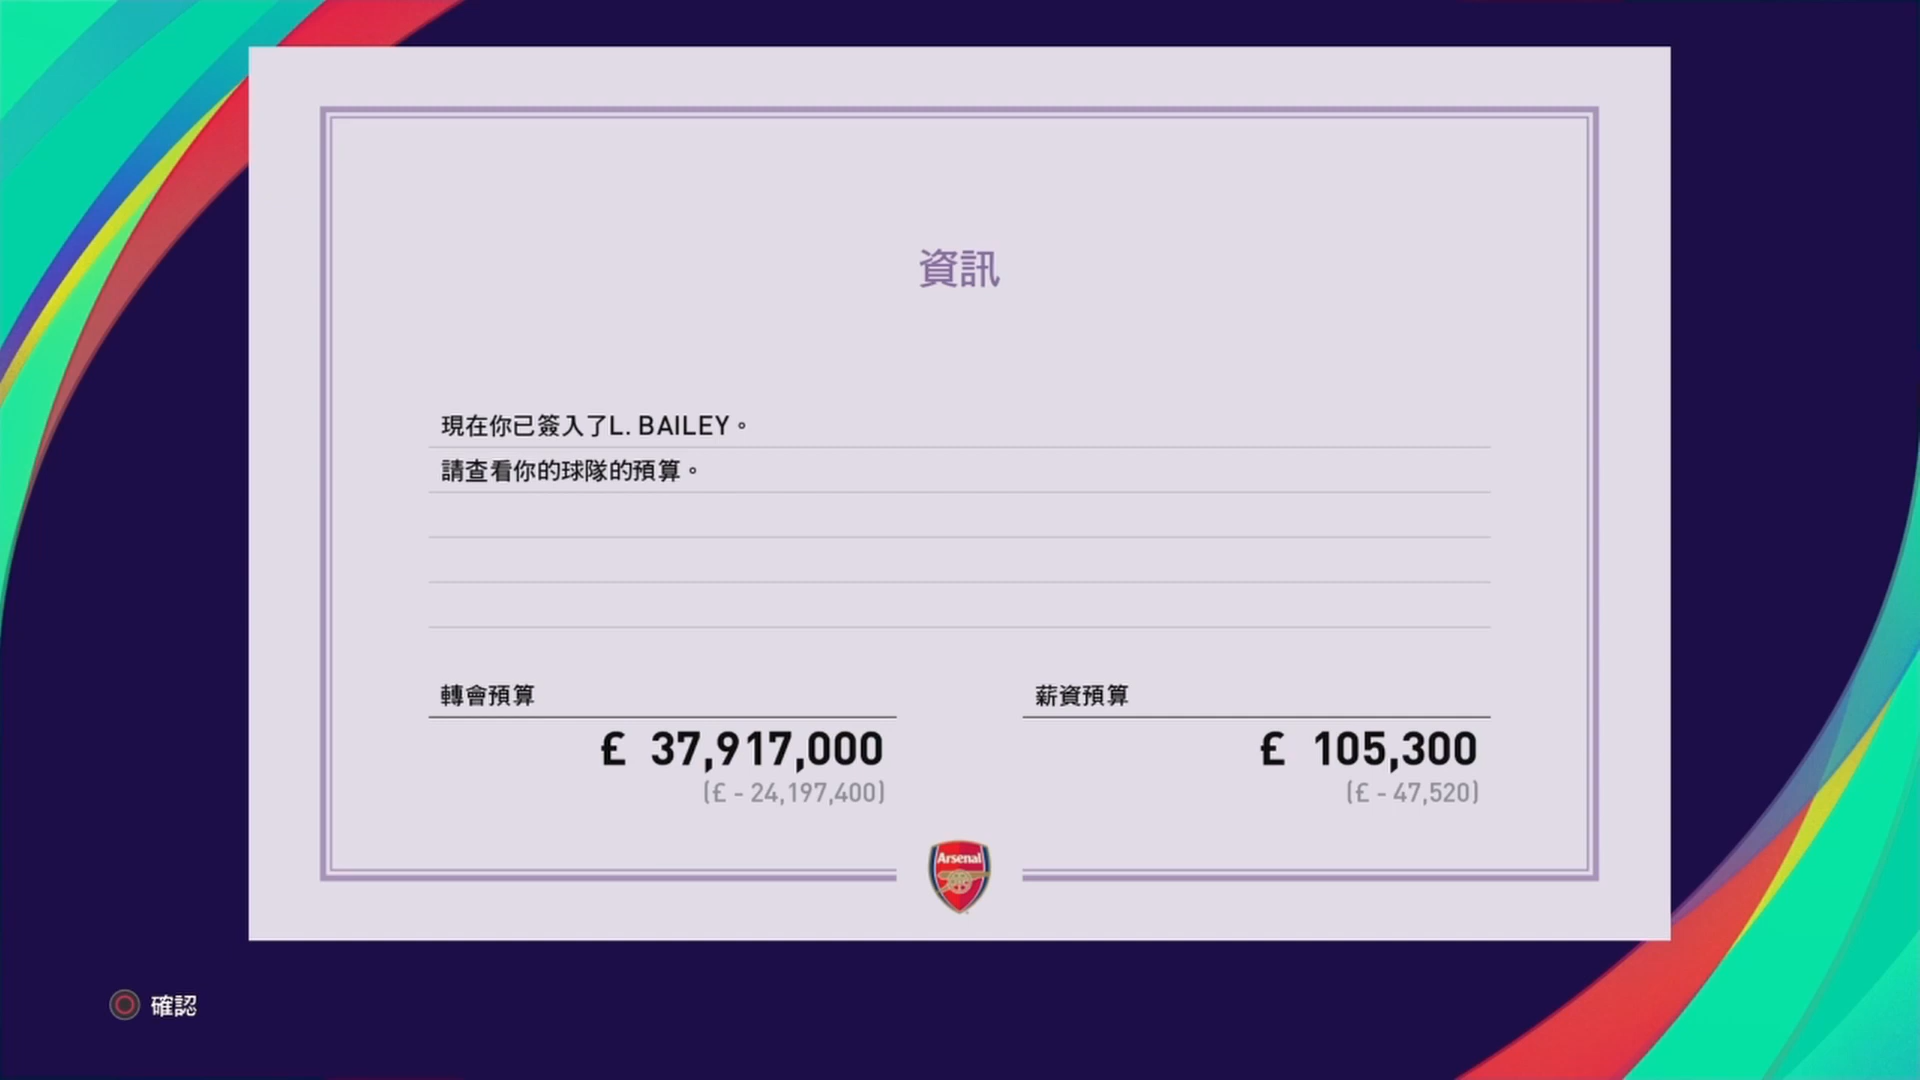 資訊
現在你已簽入了L. BAILEY。
請查看你的球隊的預算。
轉會預算
£ 37,917,000
(£ - 24,197,400)
薪資預算
£ 105,300
(£ - 47,520)
Arsenal
確認